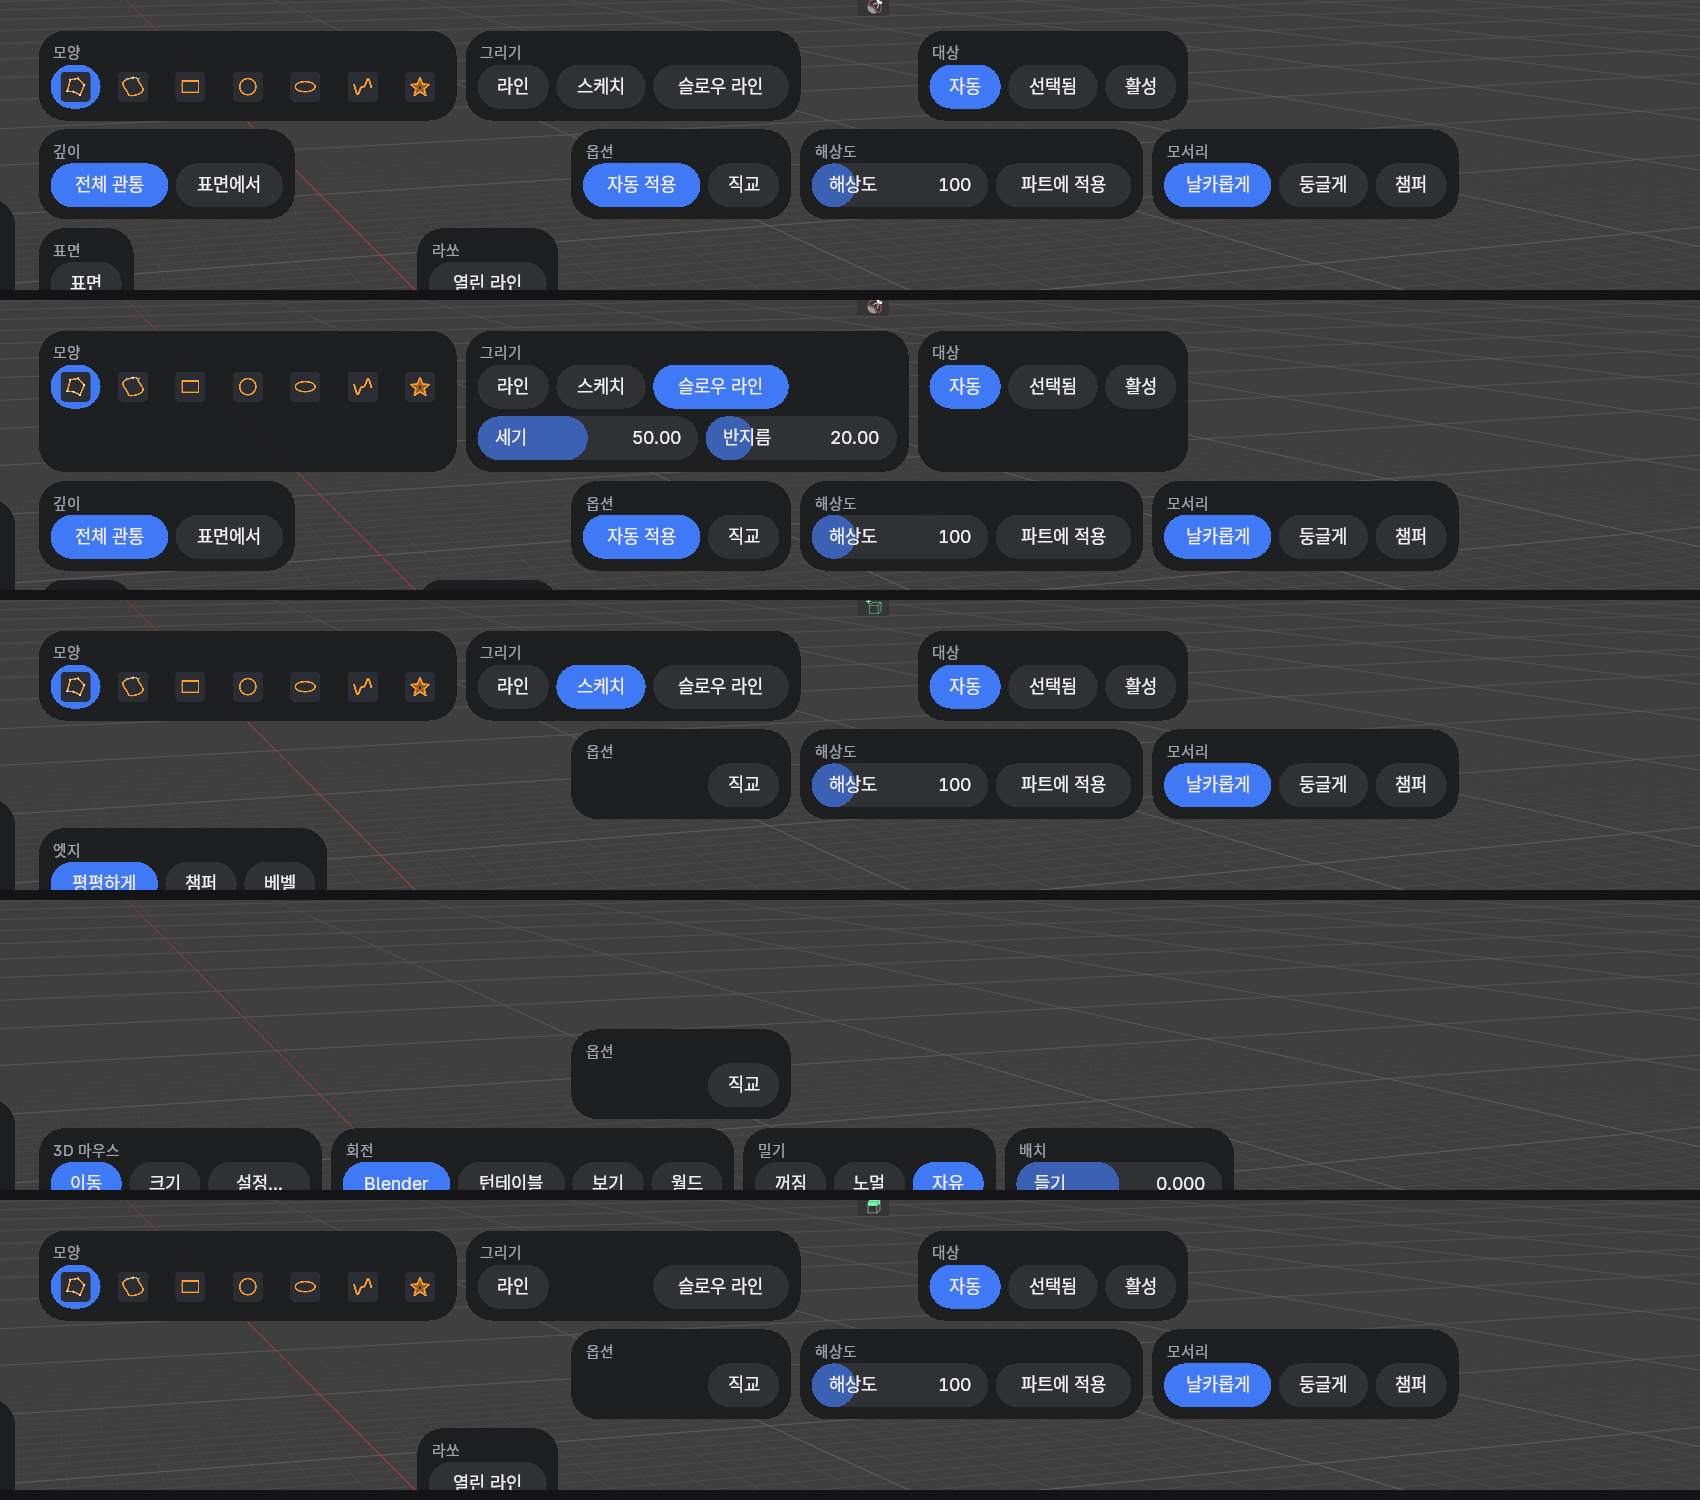 모양 그리기 대상
라인 스케치 슬로우 라인 자동 선택됨 활성
깊이 옵션 해상도 모서리
전체 관통 표면에서 자동 적용 직교 해상도 100 파트에 적용 날카롭게 둥글게 챔퍼
표면 라쏘
표면 열린 라인
모양 그리기 대상
라인 스케치 슬로우 라인 자동 선택됨 활성
세기 50.00 반지름 20.00
깊이 옵션 해상도 모서리
전체 관통 표면에서 자동 적용 직교 해상도 100 파트에 적용 날카롭게 둥글게 챔퍼
모양 그리기 대상
라인 스케치 슬로우 라인 자동 선택됨 활성
옵션 해상도 모서리
직교 해상도 100 파트에 적용 날카롭게 둥글게 챔퍼
엣지
평평하게 챔퍼 베벨
옵션
직교
3D 마우스 회전 밀기 배치
이동 크기 설정... Blender 턴테이블 보기 월드 꺼짐 노멀 자유 들기 0.000
모양 그리기 대상
라인 슬로우 라인 자동 선택됨 활성
옵션 해상도 모서리
직교 해상도 100 파트에 적용 날카롭게 둥글게 챔퍼
라쏘
열린 라인